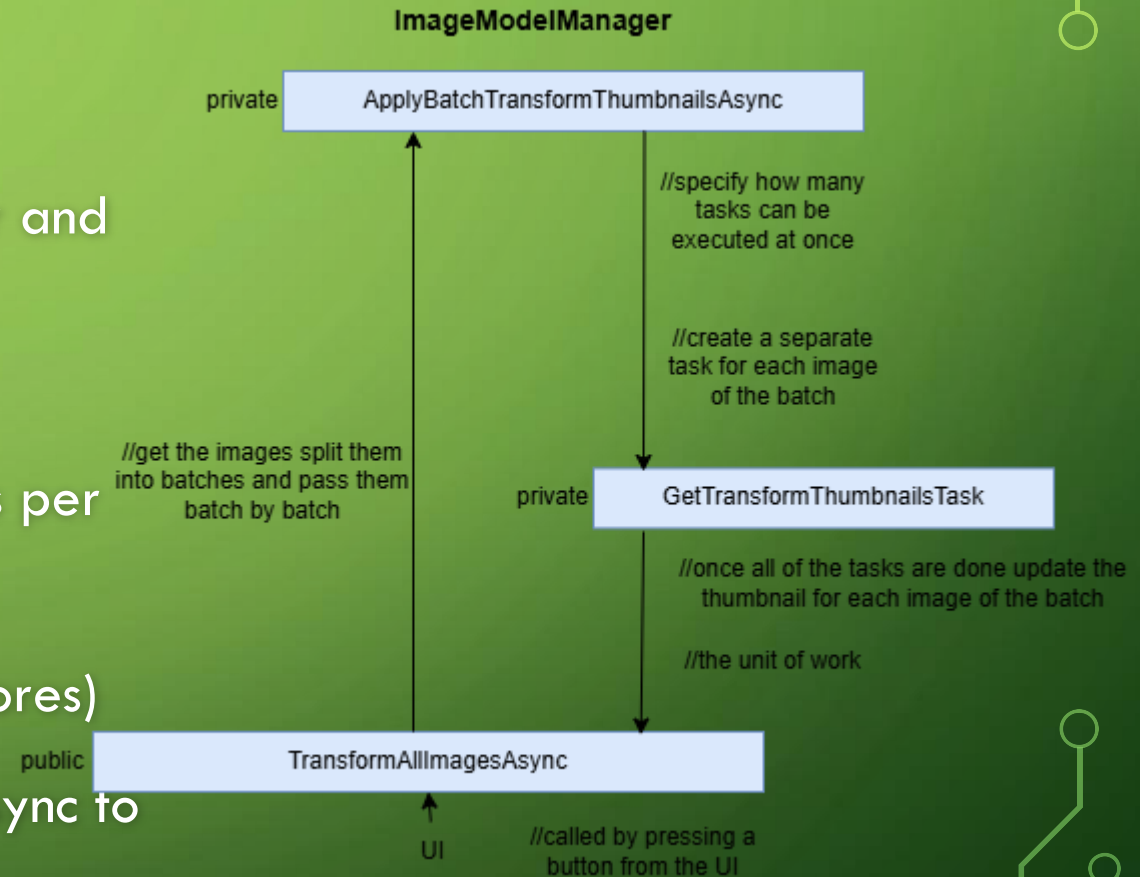 ImageModelManager
private
ApplyBatchTransformThumbnailsAsync
//specify how many
tasks can be
executed at once
and
//create a separate
task for each image
of the batch
//get the images split them
into batches and pass them
batch by batch
per
private
GetTransformThumbnailsTask
//once all of the tasks are done update the
thumbnail for each image of the batch
//the unit of work
ores)
public
TransformAllImagesAsync
ync to
UI
//called by pressing a
button from the UI